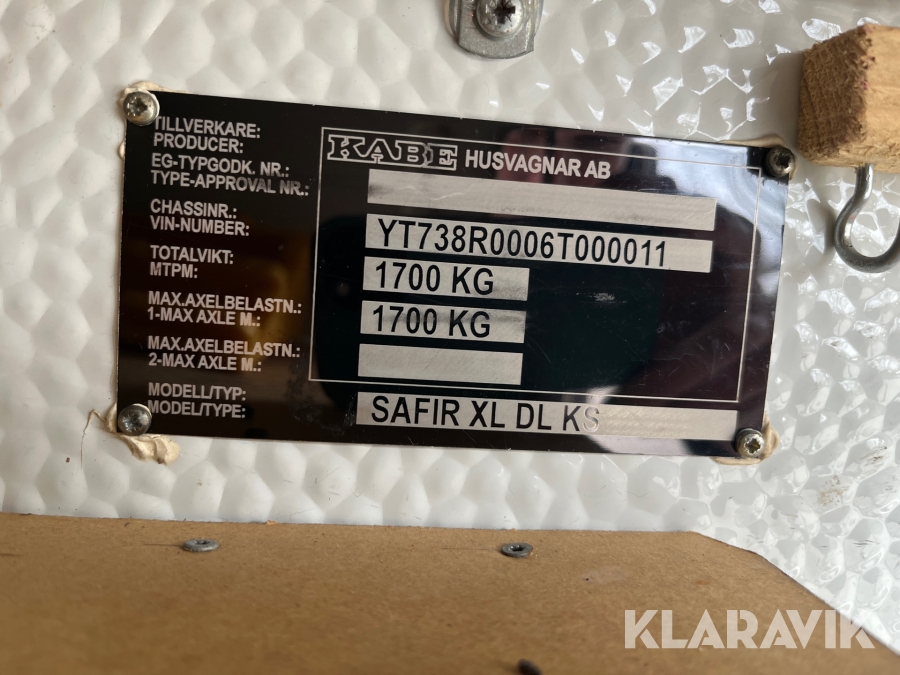 TILLVERKARE:
PRODUCER:
KABE HUSVAGNAR AB
EG-TYPGODK. NR.:
TYPE-APPROVAL NR.:
CHASSINR.:
VIN-NUMBER:
YT738R0006T000011
TOTALVIKT:
MTPM:
1700 KG
MAX.AXELBELASTN.:
1-MAX AXLE M.:
1700 KG
MAX.AXELBELASTN.:
2-MAX AXLE M.:
MODELL/TYP:
MODEL/TYPE:
SAFIR XL DL KS
KLARAVIK